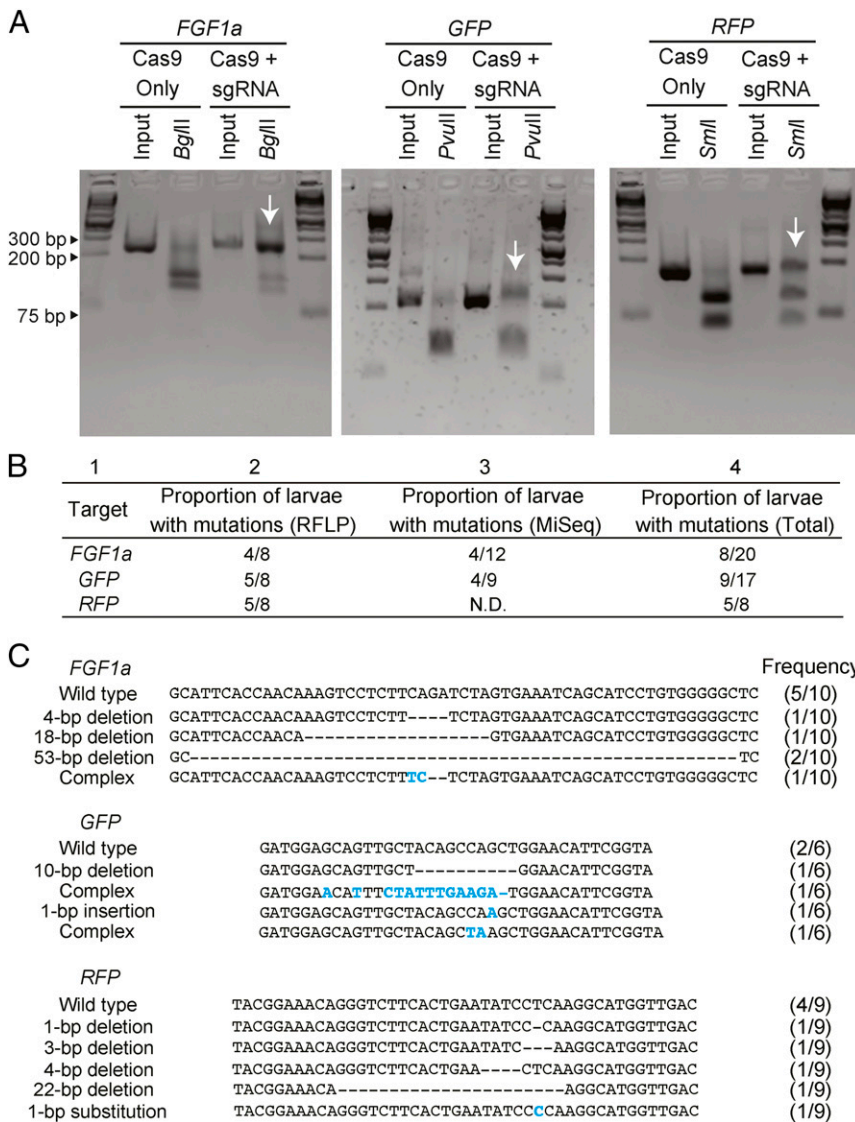 A
FGF1a GFP RFP
Cas9 Only Cas9 + sgRNA Cas9 Only Cas9 + sgRNA Cas9 Only Cas9 + sgRNA
Input BglII Input BglII Input PvuII Input PvuII Input SmlI Input SmlI
300 bp
200 bp
75 bp
B
1 2 3 4
Target Proportion of larvae with mutations (RFLP) Proportion of larvae with mutations (MiSeq) Proportion of larvae with mutations (Total)
FGF1a 4/8 4/12 8/20
GFP 5/8 4/9 9/17
RFP 5/8 N.D. 5/8
C
FGF1a Frequency
Wild type GCATTCACCAACAAAGTCCTCTTCAGATCTAGTGAAATCAGCATCCTGTGGGGGCTC (5/10)
4-bp deletion GCATTCACCAACAAAGTCCTCTT----TCTAGTGAAATCAGCATCCTGTGGGGGCTC (1/10)
18-bp deletion GCATTCACCAACA------------------GTGAAATCAGCATCCTGTGGGGGCTC (1/10)
53-bp deletion GC-----------------------------------------------------TC (2/10)
Complex GCATTCACCAACAAAGTCCTCTTTC--TCTAGTGAAATCAGCATCCTGTGGGGGCTC (1/10)
GFP
Wild type GATGGAGCAGTTGCTACAGCCAGCTGGAACATTCGGTA (2/6)
10-bp deletion GATGGAGCAGTTGCT----------GGAACATTCGGTA (1/6)
Complex GATGGAACATTTCTATTTGAAGA-TGGAACATTCGGTA (1/6)
1-bp insertion GATGGAGCAGTTGCTACAGCCAAGCTGGAACATTCGGTA (1/6)
Complex GATGGAGCAGTTGCTACAGCTAAGCTGGAACATTCGGTA (1/6)
RFP
Wild type TACGGAAACAGGGTCTTCACTGAATATCCTCAAGGCATGGTTGAC (4/9)
1-bp deletion TACGGAAACAGGGTCTTCACTGAATATCC-CAAGGCATGGTTGAC (1/9)
3-bp deletion TACGGAAACAGGGTCTTCACTGAATATC---AAGGCATGGTTGAC (1/9)
4-bp deletion TACGGAAACAGGGTCTTCACTGAA----CTCAAGGCATGGTTGAC (1/9)
22-bp deletion TACGGAAACA----------------------AGGCATGGTTGAC (1/9)
1-bp substitution TACGGAAACAGGGTCTTCACTGAATATCCCCAAGGCATGGTTGAC (1/9)